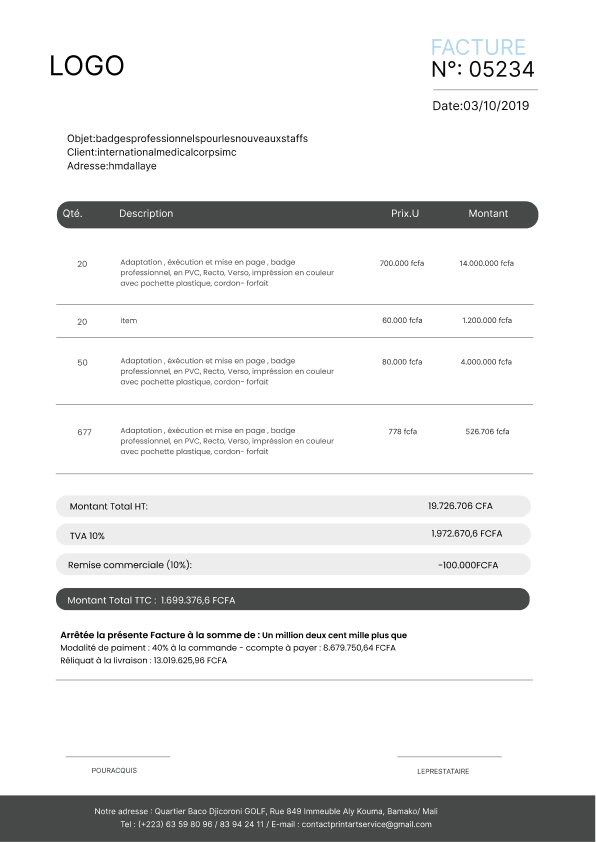 LOGO
FACTURE
N°: 05234
Date:03/10/2019
Objet:badgesprofessionnelspourlesnouveauxstaffs
Client:internationalmedicalcorpsimc
Adresse:hmdallaye
Qté. Description Prix.U Montant
20 Adaptation , éxécution et mise en page , badge 700.000 fcfa 14.000.000 fcfa
professionnel, en PVC, Recto, Verso, impréssion en couleur
avec pochette plastique, cordon- forfait
20 item 60.000 fcfa 1.200.000 fcfa
50 Adaptation , éxécution et mise en page , badge 80.000 fcfa 4.000.000 fcfa
professionnel, en PVC, Recto, Verso, impréssion en couleur
avec pochette plastique, cordon- forfait
677 Adaptation , éxécution et mise en page , badge 778 fcfa 526.706 fcfa
professionnel, en PVC, Recto, Verso, impréssion en couleur
avec pochette plastique, cordon- forfait
Montant Total HT: 19.726.706 CFA
TVA 10% 1.972.670,6 FCFA
Remise commerciale (10%): -100.000FCFA
Montant Total TTC : 1.699.376,6 FCFA
Arrêtée la présente Facture à la somme de : Un million deux cent mille plus que
Modalité de paiment : 40% à la commande - ccompte à payer : 8.679.750,64 FCFA
Réliquat à la livraison : 13.019.625,96 FCFA
POURACQUIS LEPRESTATAIRE
Notre adresse : Quartier Baco Djicoroni GOLF, Rue 849 Immeuble Aly Kouma, Bamako/ Mali
Tel : (+223) 63 59 80 96 / 83 94 24 11 / E-mail : contactprintartservice@gmail.com